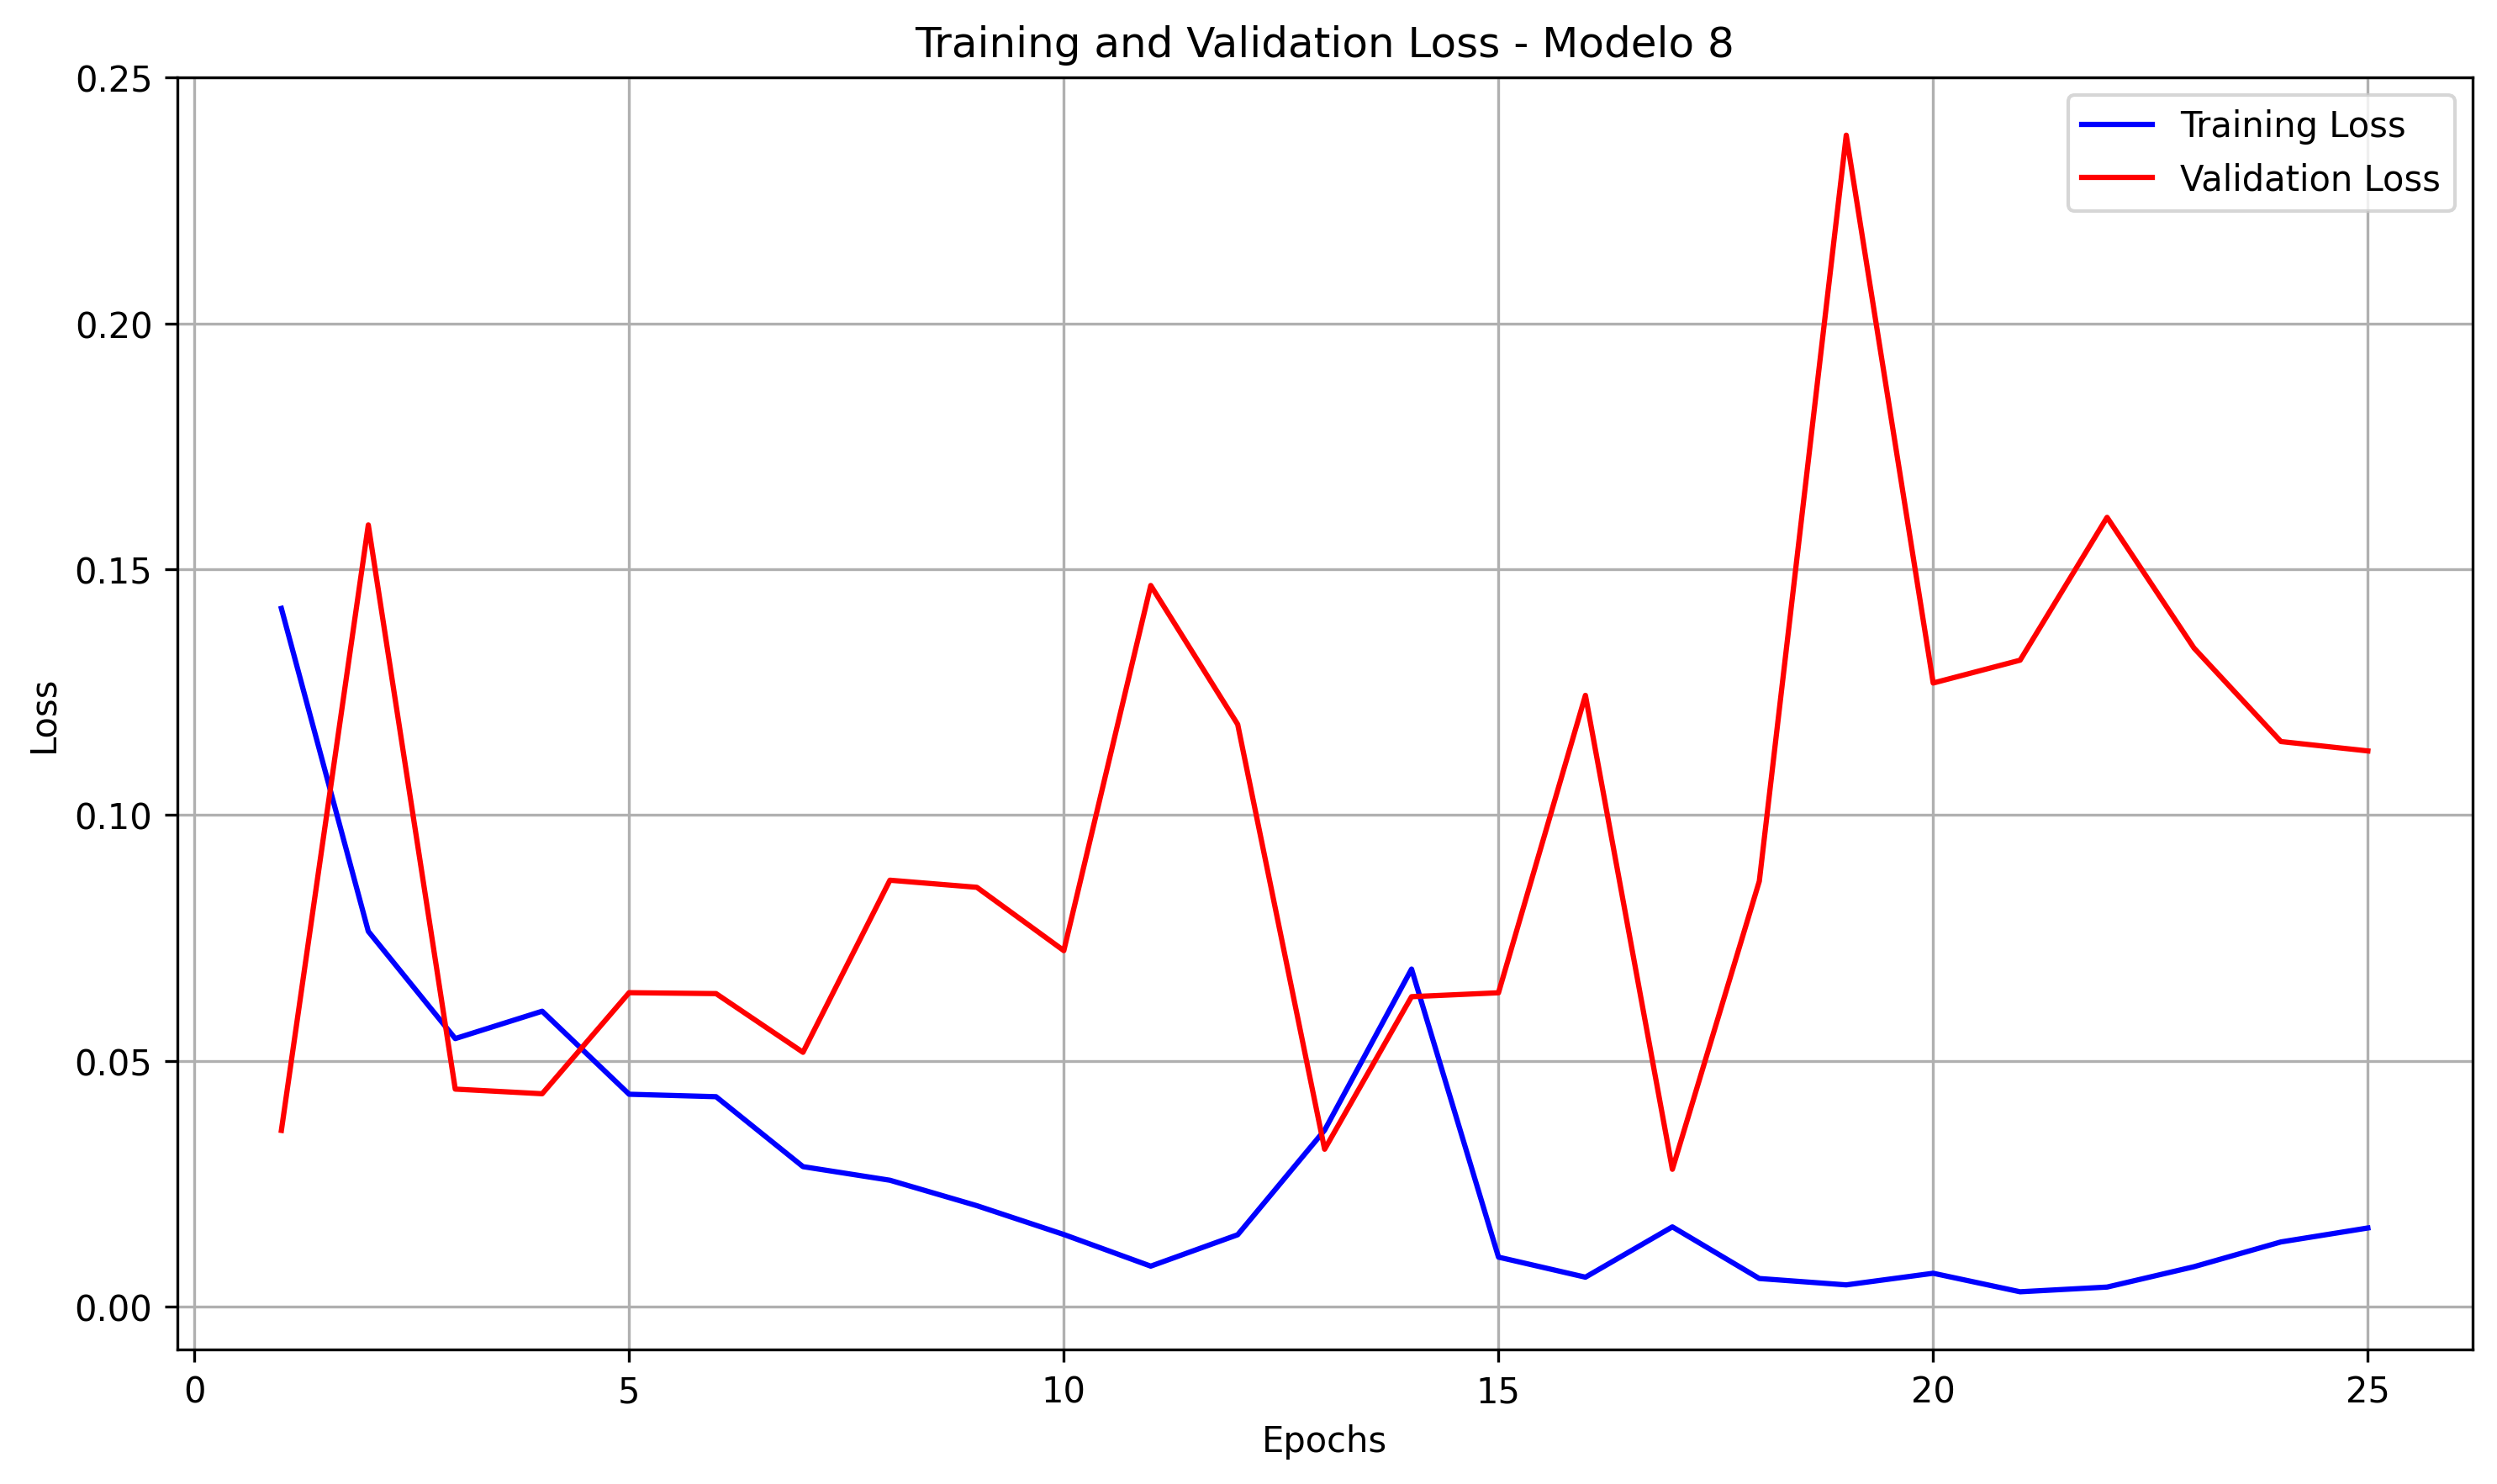 Training and Validation Loss - Modelo 8
Training Loss
Validation Loss
Loss
0.25
0.20
0.15
0.10
0.05
0.00
0 5 10 15 20 25
Epochs